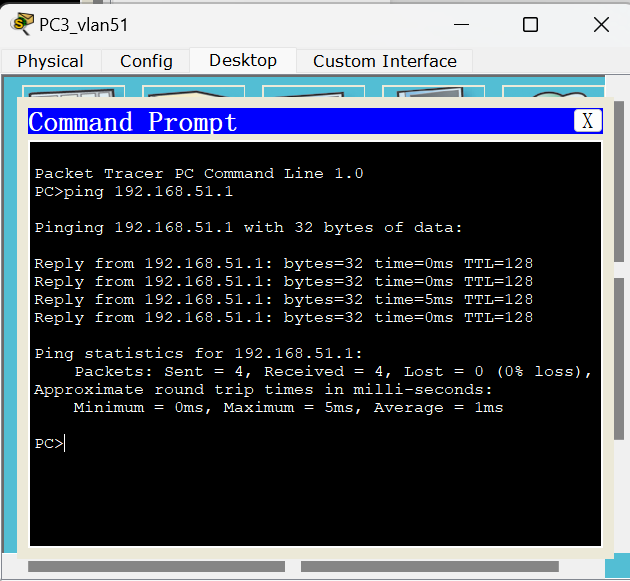 PC3_vlan51
Physical Config Desktop Custom Interface
Command Prompt X
Packet Tracer PC Command Line 1.0
PC>ping 192.168.51.1
Pinging 192.168.51.1 with 32 bytes of data:
Reply from 192.168.51.1: bytes=32 time=0ms TTL=128
Reply from 192.168.51.1: bytes=32 time=0ms TTL=128
Reply from 192.168.51.1: bytes=32 time=5ms TTL=128
Reply from 192.168.51.1: bytes=32 time=0ms TTL=128
Ping statistics for 192.168.51.1:
Packets: Sent = 4, Received = 4, Lost = 0 (0% loss),
Approximate round trip times in milli-seconds:
Minimum = 0ms, Maximum = 5ms, Average = 1ms
PC>